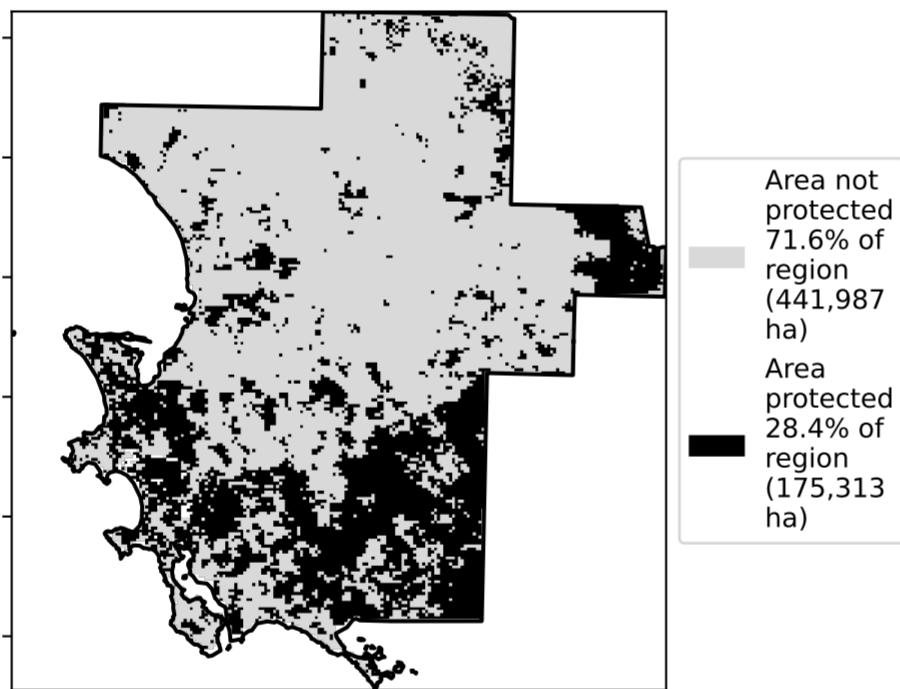 Area not
protected
71.6% of
region
(441,987
ha)
Area
protected
28.4% of
region
(175,313
ha)